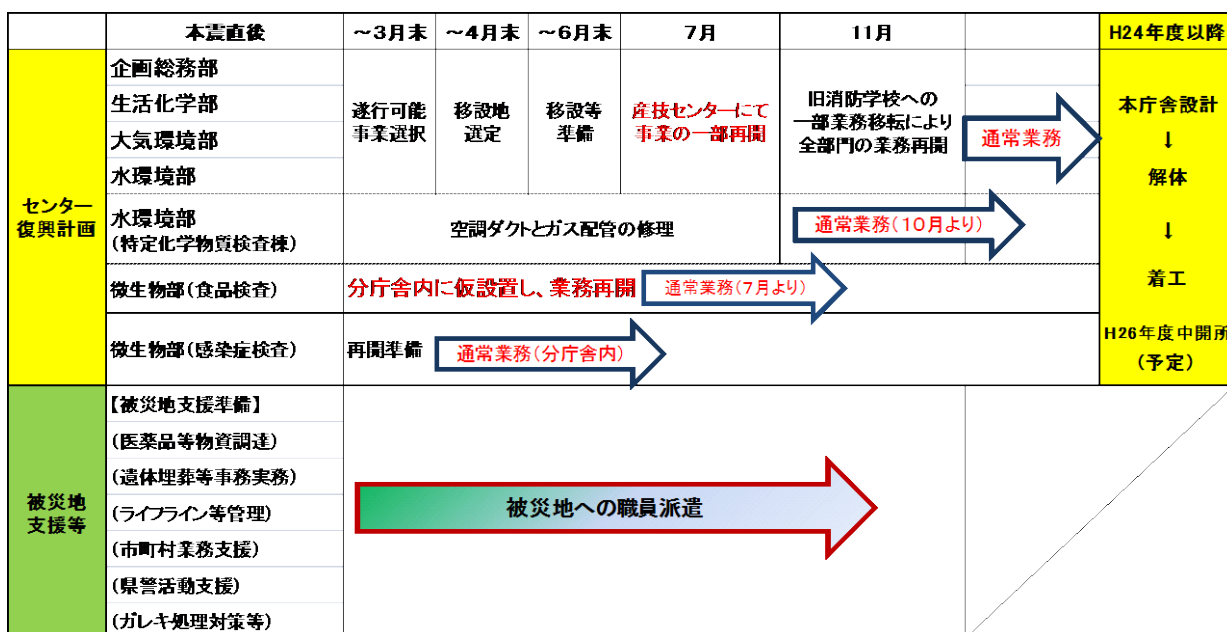 本震直後
～3月末
～4月末
～6月末
7月
11月
H24年度以降
センター
復興計画
企画総務部
生活化学部
大気環境部
水環境部
遂行可能
事業選択
移設地
選定
移設等
準備
産技センターにて
事業の一部再開
旧消防学校への
一部業務移転により
全部門の業務再開
通常業務
本庁舎設計
↓
解体
↓
着工
H26年度中開所
(予定)
水環境部
(特定化学物質検査棟)
空調ダクトとガス配管の修理
通常業務(10月より)
微生物部(食品検査)
分庁舎内に仮設置し、業務再開
通常業務(7月より)
微生物部(感染症検査)
再開準備
通常業務(分庁舎内)
被災地
支援等
【被災地支援準備】
(医薬品等物資調達)
(遺体埋葬等事務実務)
(ライフライン等管理)
(市町村業務支援)
(県警活動支援)
(ガレキ処理対策等)
被災地への職員派遣